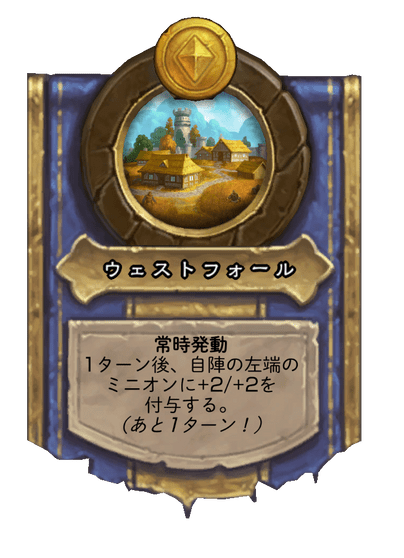 ウェストフォール
常時発動
1ターン後、自陣の左端の
ミニオンに+2/+2を
付与する。
(あと1ターン!)